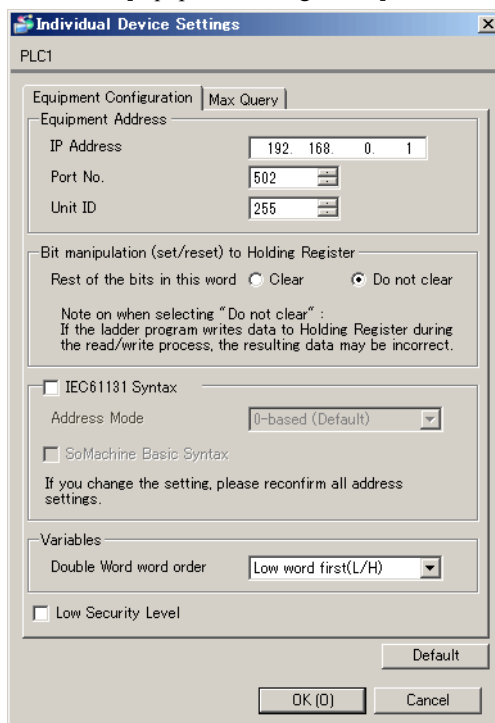 Individual Device Settings
PLC1
Equipment Configuration Max Query
Equipment Address
IP Address 192. 168. 0. 1
Port No. 502
Unit ID 255
Bit manipulation (set/reset) to Holding Register
Rest of the bits in this word Clear Do not clear
Note on when selecting "Do not clear" :
If the ladder program writes data to Holding Register during
the read/write process, the resulting data may be incorrect.
IEC61131 Syntax
Address Mode 0-based (Default)
SoMachine Basic Syntax
If you change the setting, please reconfirm all address
settings.
Variables
Double Word word order Low word first(L/H)
Low Security Level
Default
OK (O) Cancel